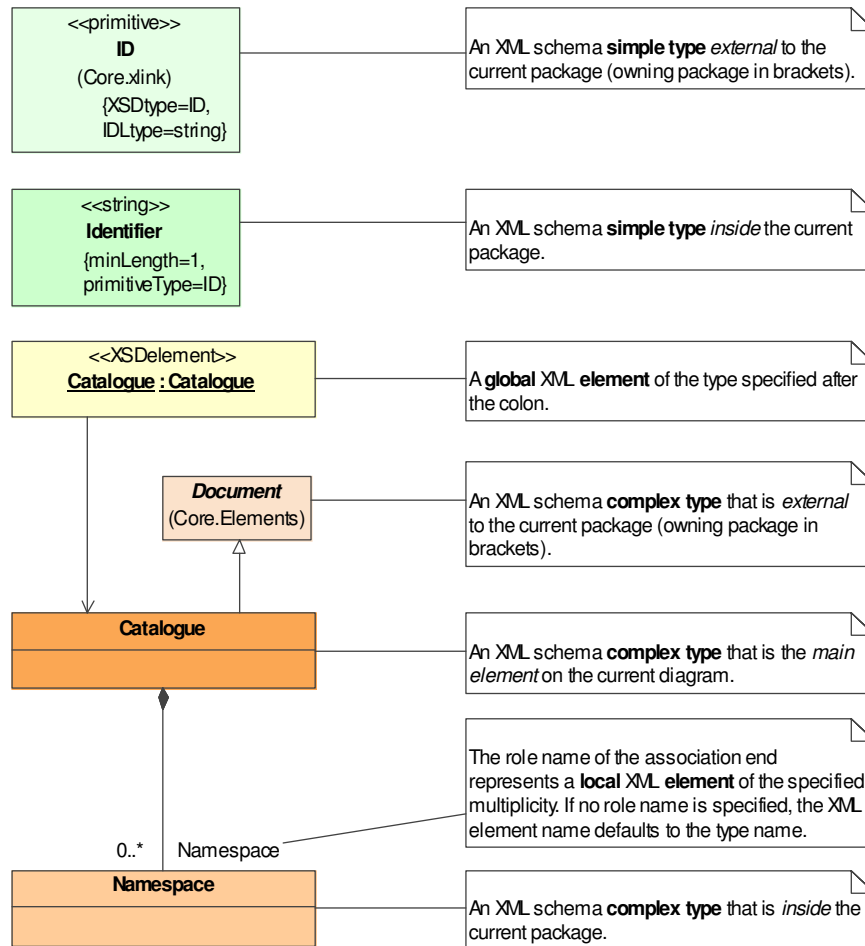 <<primitive>>
ID
(Core.xlink)
{XSDtype=ID,
IDLtype=string}
An XML schema simple type external to the
current package (owning package in brackets).
<<string>>
Identifier
{minLength=1,
primitiveType=ID}
An XML schema simple type inside the current
package.
<<XSDelement>>
Catalogue : Catalogue
A global XML element of the type specified after
the colon.
Document
(Core.Elements)
An XML schema complex type that is external
to the current package (owning package in
brackets).
Catalogue
An XML schema complex type that is the main
element on the current diagram.
The role name of the association end
represents a local XML element of the specified
multiplicity. If no role name is specified, the XML
element name defaults to the type name.
0..* Namespace
Namespace
An XML schema complex type that is inside the
current package.